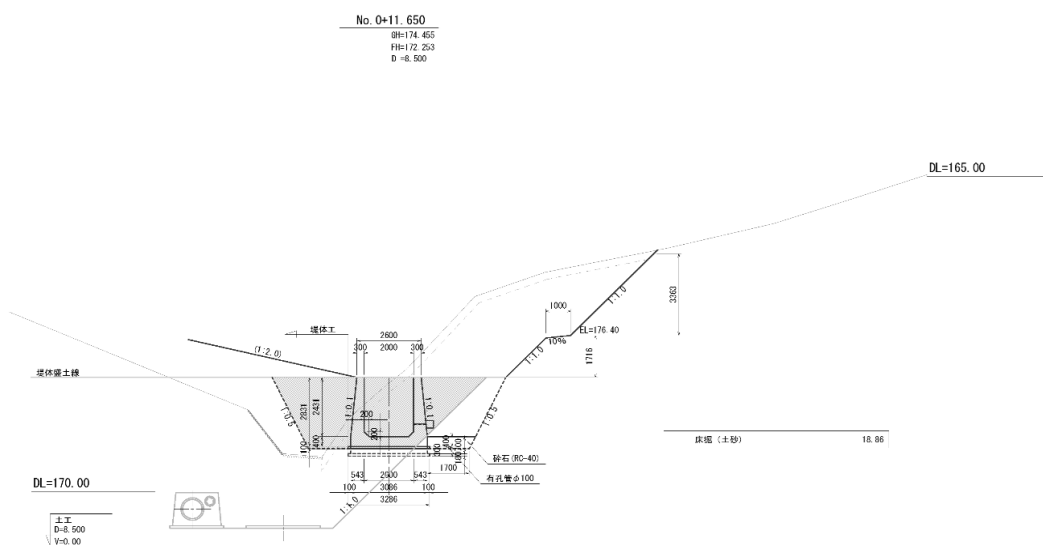 No. 0+11.650
GH=174.455
FH=172.253
D =8.500
DL=165.00
1000
3363
1:1.0
EL=176.40
10%
1:1.0
1716
堤体工
2600
300 2000 300
(1:2.0)
堤体盛土線
1:0.5
2831
2431
1:0.1
200
1:0.1
1:0.5
200
100
400
床掘 (土砂) 18.86
砕石(RC-40)
1700
有孔管φ100
543 2600 543
100 3086 100
3286
1:1.0
DL=170.00
土工
D=8.500
V=0.00